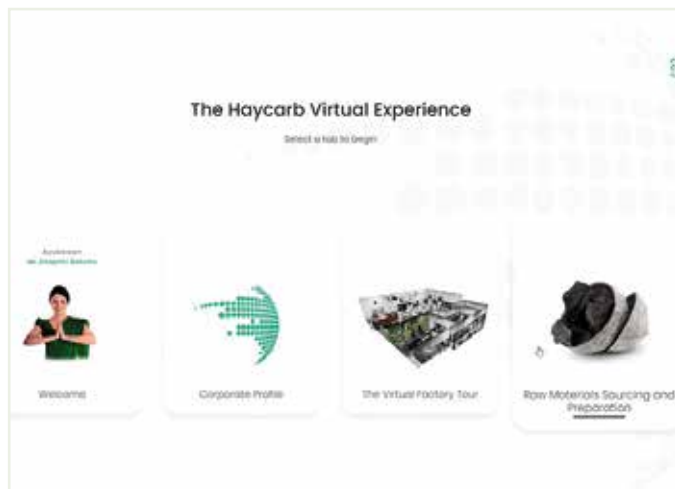 The Haycarb Virtual Experience
Select a tab to begin
Ayubowan
Welcome
Corporate Profile
The Virtual Factory Tour
Raw Materials Sourcing and
Preparation